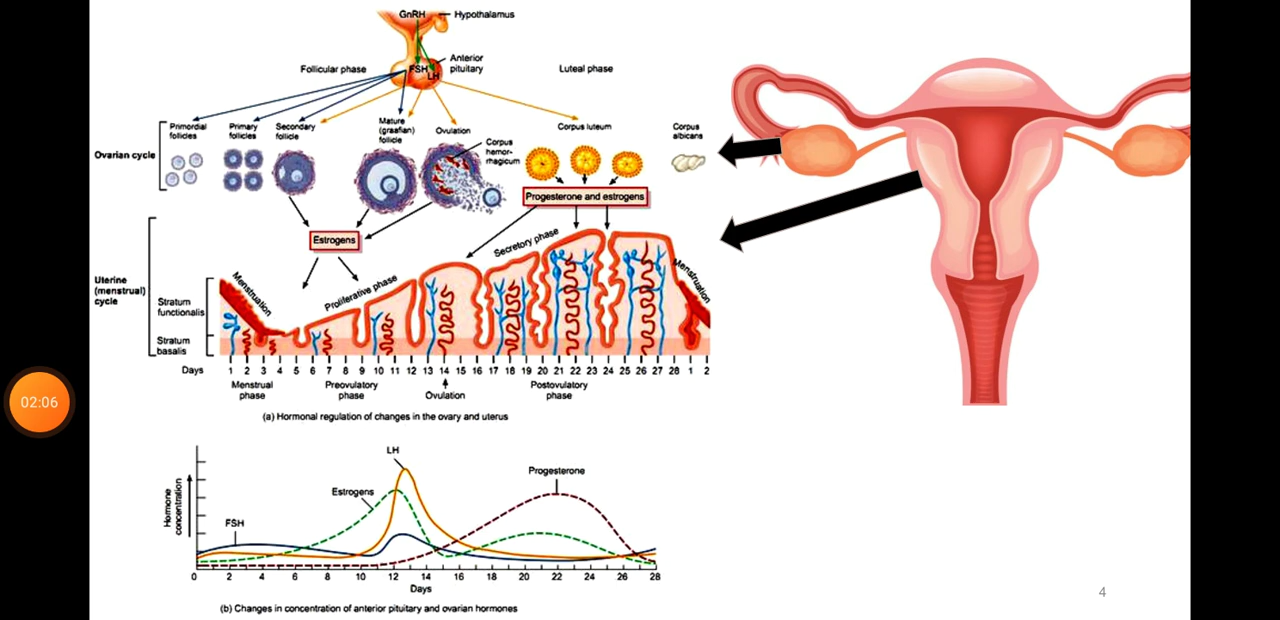 GnRH
Hypothalamus
Anterior
pituitary
FSH
LH
Follicular phase
Luteal phase
Primordial
follicles
Primary
follicles
Secondary
follicle
Mature
(graafian)
follicle
Ovulation
Corpus
hemor-
rhagicum
Corpus luteum
Corpus
albicans
Ovarian cycle
Progesterone and estrogens
Estrogens
Uterine
(menstrual)
cycle
Menstruation
Proliferative phase
Secretory phase
Menstruation
Stratum
functionalis
Stratum
basalis
Days 1 2 3 4 5 6 7 8 9 10 11 12 13 14 15 16 17 18 19 20 21 22 23 24 25 26 27 28 1 2
Menstrual
phase
Preovulatory
phase
Ovulation
Postovulatory
phase
(a) Hormonal regulation of changes in the ovary and uterus
02:06
LH
Progesterone
Estrogens
FSH
Hormone
concentration
0 2 4 6 8 10 12 14 16 18 20 22 24 26 28
Days
(b) Changes in concentration of anterior pituitary and ovarian hormones
4